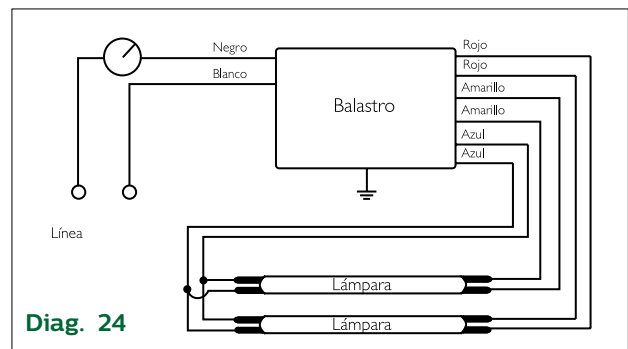 Negro
Blanco
Balastro
Rojo
Rojo
Amarillo
Amarillo
Azul
Azul
Línea
Lámpara
Lámpara
Diag. 24